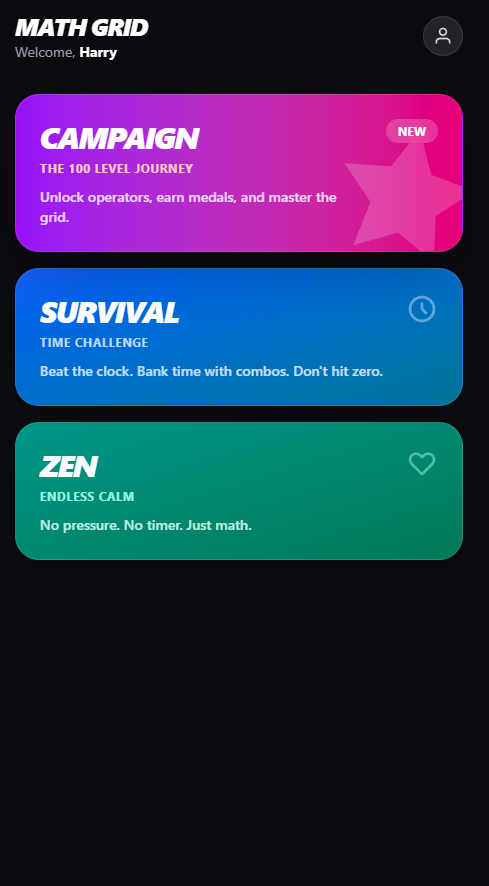 MATH GRID
Welcome, Harry
CAMPAIGN
NEW
THE 100 LEVEL JOURNEY
Unlock operators, earn medals, and master the
grid.
SURVIVAL
TIME CHALLENGE
Beat the clock. Bank time with combos. Don't hit zero.
ZEN
ENDLESS CALM
No pressure. No timer. Just math.